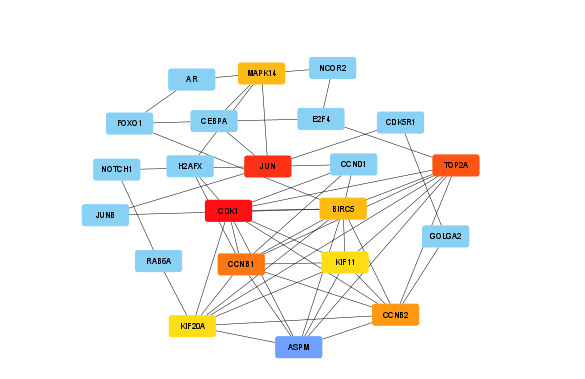 NCOR2
MAPK14
AR
FOXO1
CEBPA
E2F4
CDK5R1
NOTCH1
H2AFX
JUN
CCND1
TOP2A
JUNB
CDK1
BIRC5
GOLGA2
RAB6A
CCNB1
KIF11
KIF20A
CCNB2
ASPM